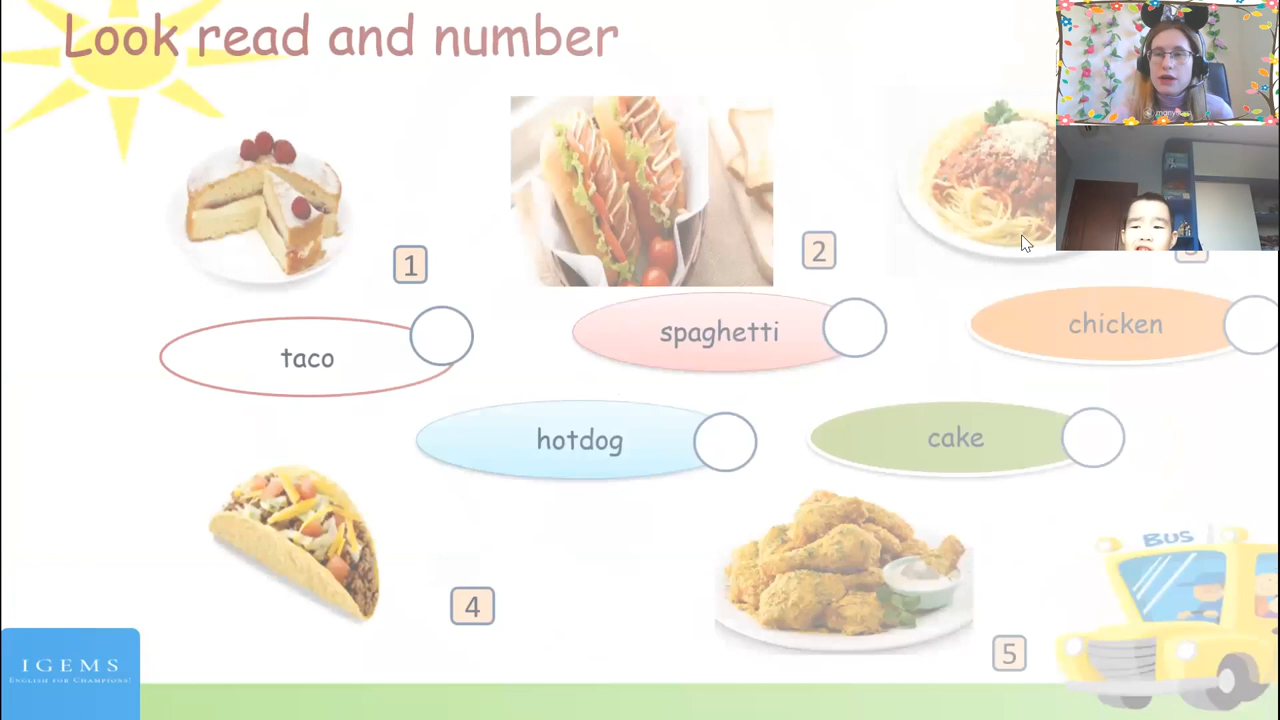 Look read and number
1
2
taco
spaghetti
chicken
hotdog
cake
4
5
BUS
IGEMS
ENGLISH FOR CHAMPIONS!